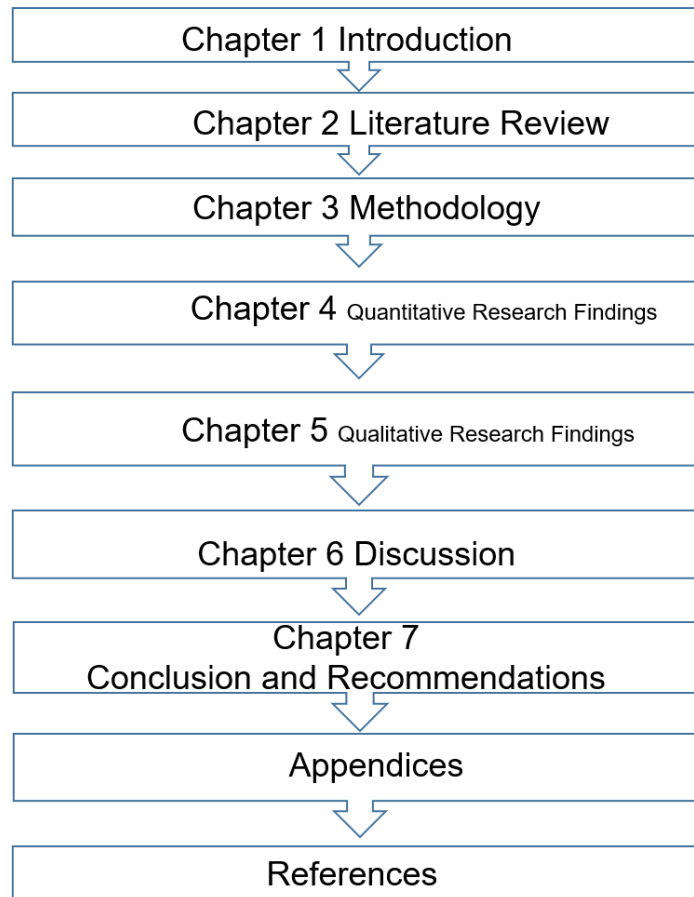 Chapter 1 Introduction
Chapter 2 Literature Review
Chapter 3 Methodology
Chapter 4 Quantitative Research Findings
Chapter 5 Qualitative Research Findings
Chapter 6 Discussion
Chapter 7
Conclusion and Recommendations
Appendices
References